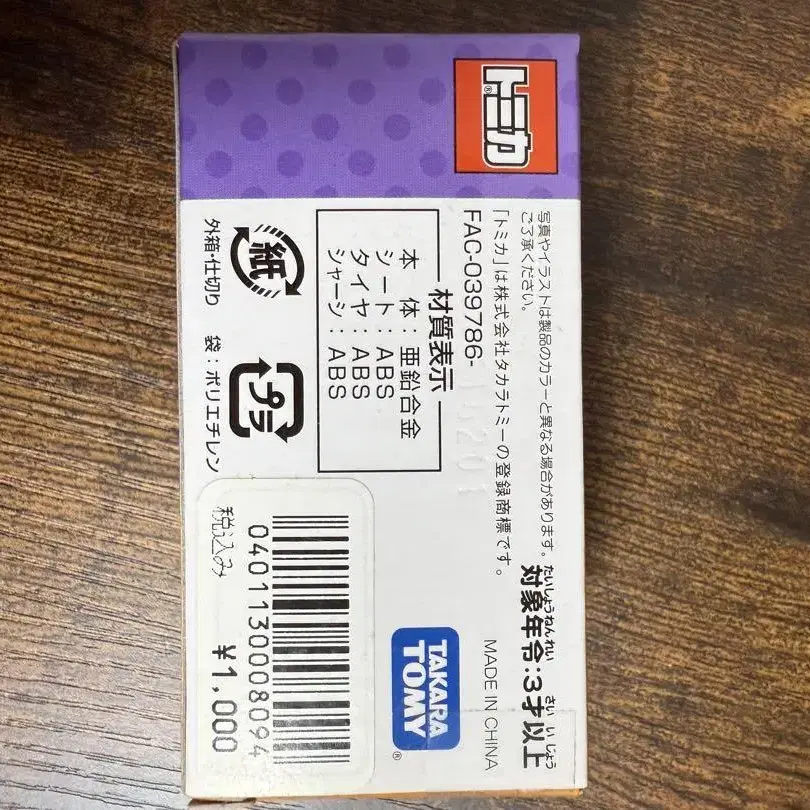 トミカ®
写真やイラストは製品のカラーと異なる場合があります。
ご了承ください。
「トミカ」は株式会社タカラトミーの登録商標です。
FAC-039786-
材質表示
本 体：亜鉛合金
シート：ABS
タイヤ：ABS
シャーシ：ABS
紙
外箱・仕切り
プラ
袋：ポリエチレン
たいしょうねんれい さい いじょう
対象年令：3才以上
MADE IN CHINA
TAKARA
TOMY®
0401130008094
税込み
¥1,000